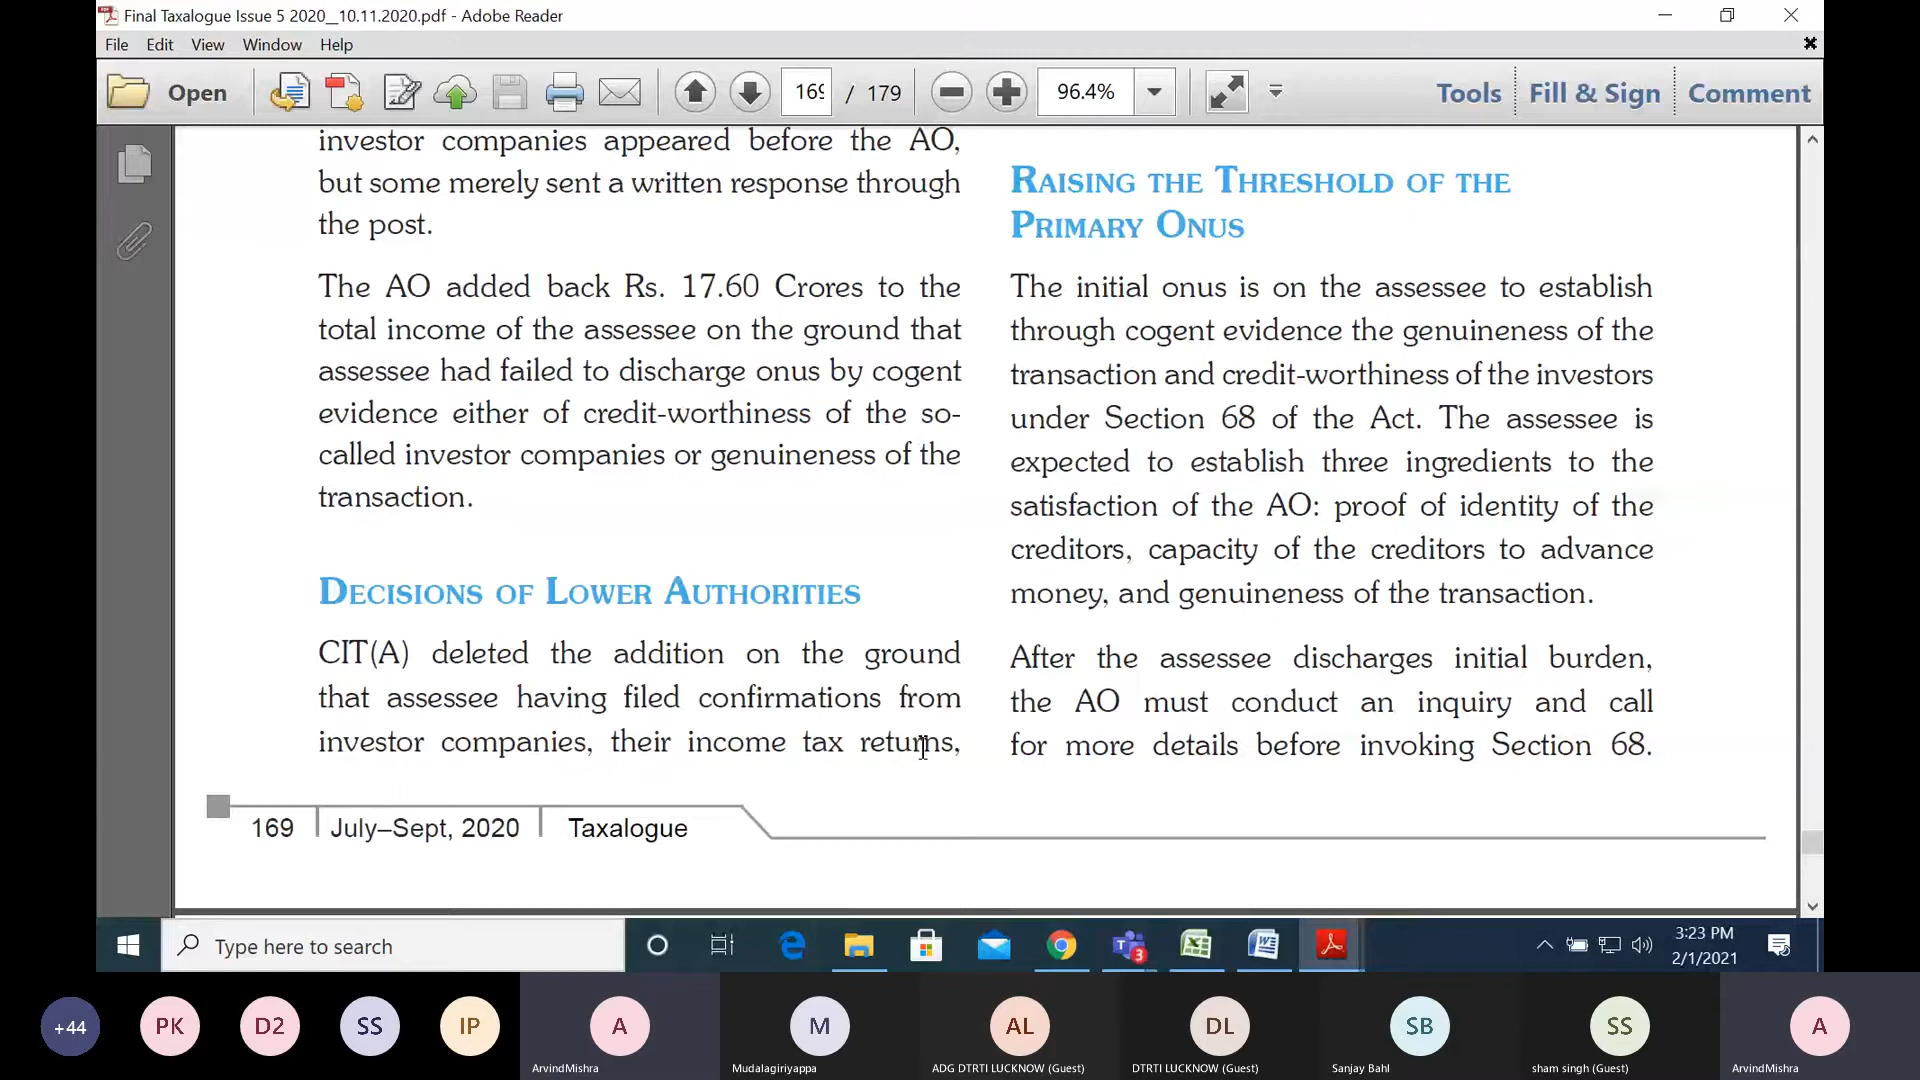 Final Taxalogue Issue 5 2020_10.11.2020.pdf - Adobe Reader
File Edit View Window Help
Open
169 / 179
96.4%
Tools Fill & Sign Comment
investor companies appeared before the AO,
but some merely sent a written response through
the post.
The AO added back Rs. 17.60 Crores to the
total income of the assessee on the ground that
assessee had failed to discharge onus by cogent
evidence either of credit-worthiness of the so-
called investor companies or genuineness of the
transaction.
DECISIONS OF LOWER AUTHORITIES
CIT(A) deleted the addition on the ground
that assessee having filed confirmations from
investor companies, their income tax returns,
RAISING THE THRESHOLD OF THE
PRIMARY ONUS
The initial onus is on the assessee to establish
through cogent evidence the genuineness of the
transaction and credit-worthiness of the investors
under Section 68 of the Act. The assessee is
expected to establish three ingredients to the
satisfaction of the AO: proof of identity of the
creditors, capacity of the creditors to advance
money, and genuineness of the transaction.
After the assessee discharges initial burden,
the AO must conduct an inquiry and call
for more details before invoking Section 68.
169 July–Sept, 2020 Taxalogue
Type here to search
3
3:23 PM
2/1/2021
+44 PK D2 SS IP A M AL DL SB SS A
ArvindMishra Mudalagiriyappa ADG DTRTI LUCKNOW (Guest) DTRTI LUCKNOW (Guest) Sanjay Bahl sham singh (Guest) ArvindMishra